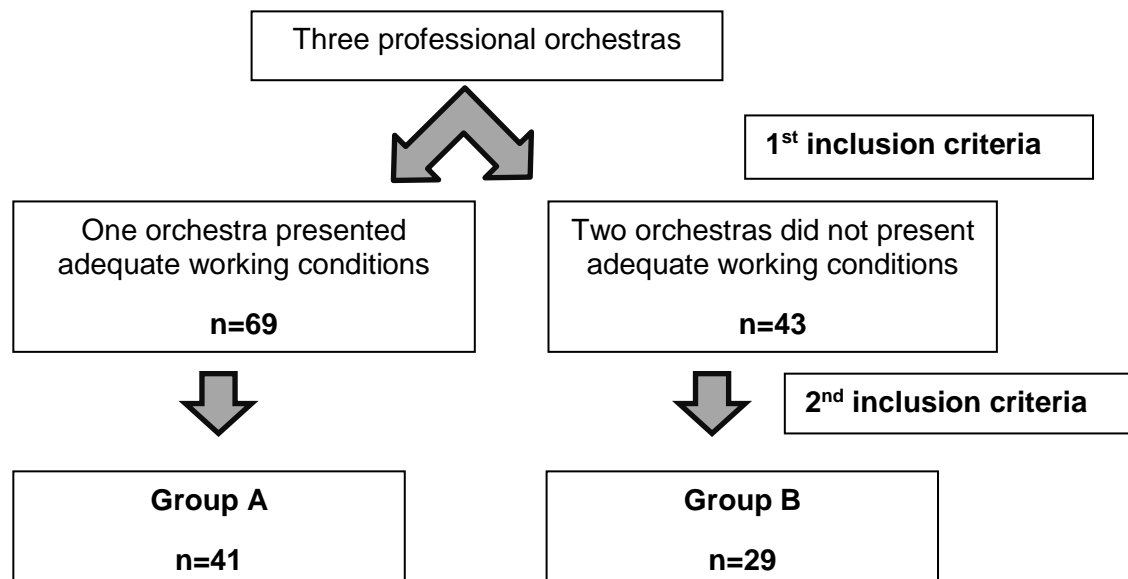 Three professional orchestras
1st inclusion criteria
One orchestra presented
adequate working conditions
n=69
Two orchestras did not present
adequate working conditions
n=43
2nd inclusion criteria
Group A
n=41
Group B
n=29